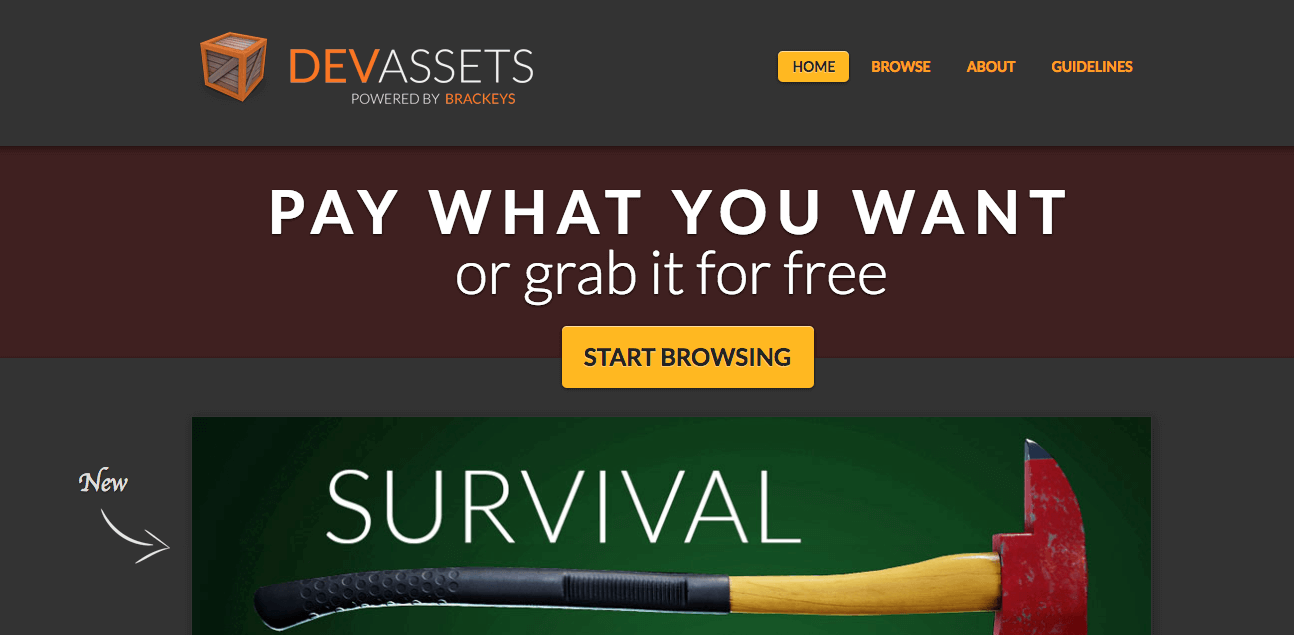 DEVASSETS
POWERED BY BRACKEYS
HOME BROWSE ABOUT GUIDELINES
PAY WHAT YOU WANT
or grab it for free
START BROWSING
New
SURVIVAL